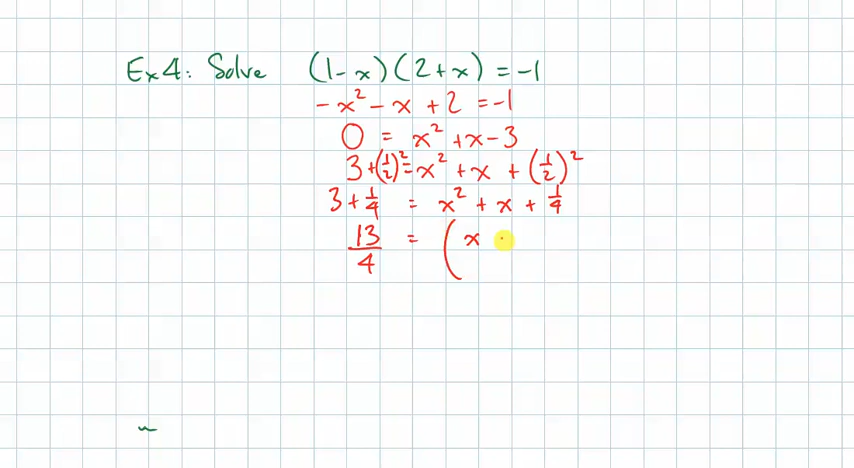 Ex4: Solve (1-x)(2+x) = -1
-x² - x + 2 = -1
0 = x² + x - 3
3+(1/2)² = x² + x + (1/2)²
3 + 1/4 = x² + x + 1/4
13/4 = (x